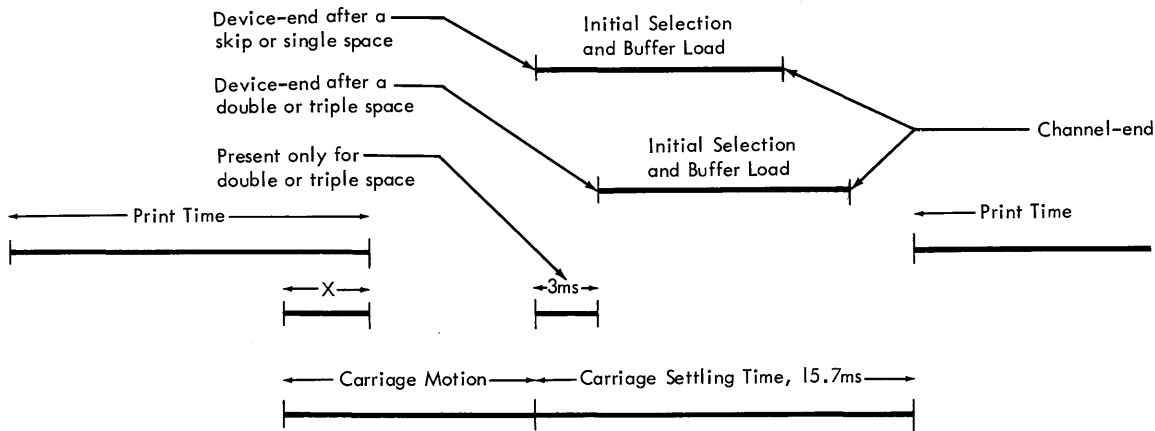 Device-end after a
skip or single space
Initial Selection
and Buffer Load
Device-end after a
double or triple space
Channel-end
Initial Selection
and Buffer Load
Present only for
double or triple space
Print Time
Print Time
X
3ms
Carriage Motion
Carriage Settling Time, 15.7ms